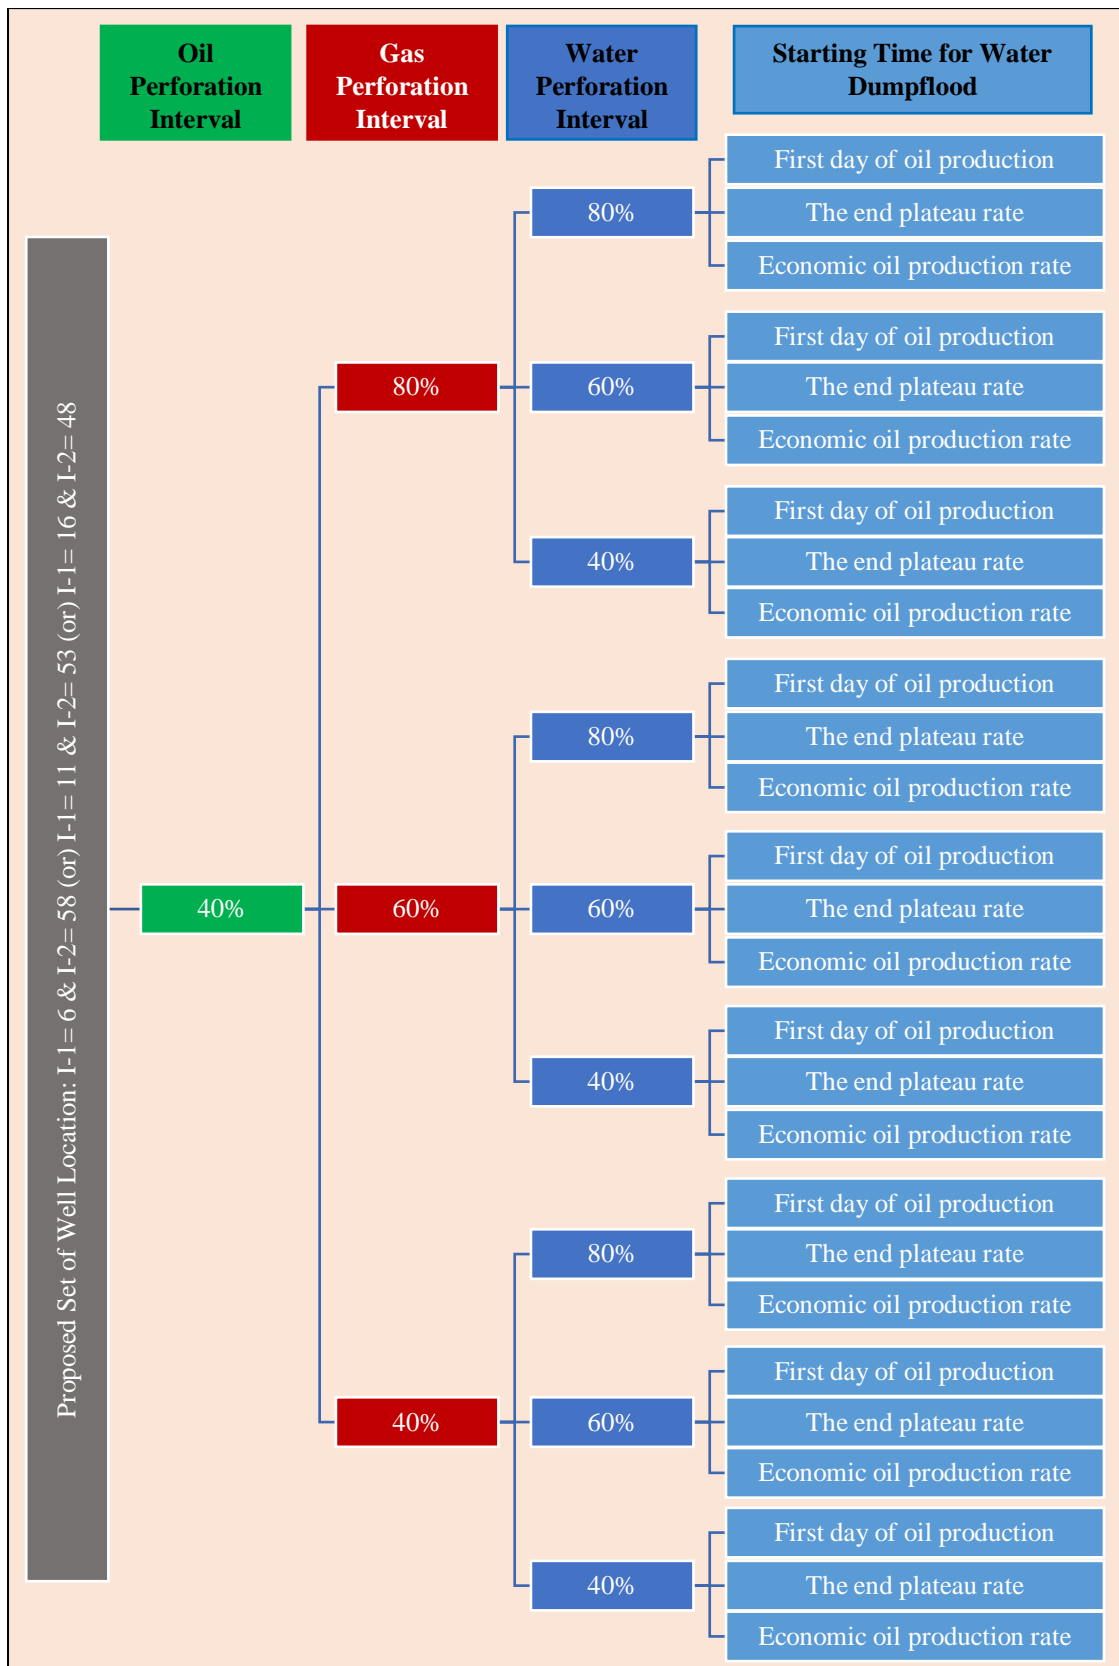 Oil
Perforation
Interval
Gas
Perforation
Interval
Water
Perforation
Interval
Starting Time for Water
Dumpflood
Proposed Set of Well Location: I-1= 6 & I-2= 58 (or) I-1= 11 & I-2= 53 (or) I-1= 16 & I-2= 48
40%
80%
80%
First day of oil production
The end plateau rate
Economic oil production rate
60%
First day of oil production
The end plateau rate
Economic oil production rate
40%
First day of oil production
The end plateau rate
Economic oil production rate
60%
80%
First day of oil production
The end plateau rate
Economic oil production rate
60%
First day of oil production
The end plateau rate
Economic oil production rate
40%
First day of oil production
The end plateau rate
Economic oil production rate
40%
80%
First day of oil production
The end plateau rate
Economic oil production rate
60%
First day of oil production
The end plateau rate
Economic oil production rate
40%
First day of oil production
The end plateau rate
Economic oil production rate